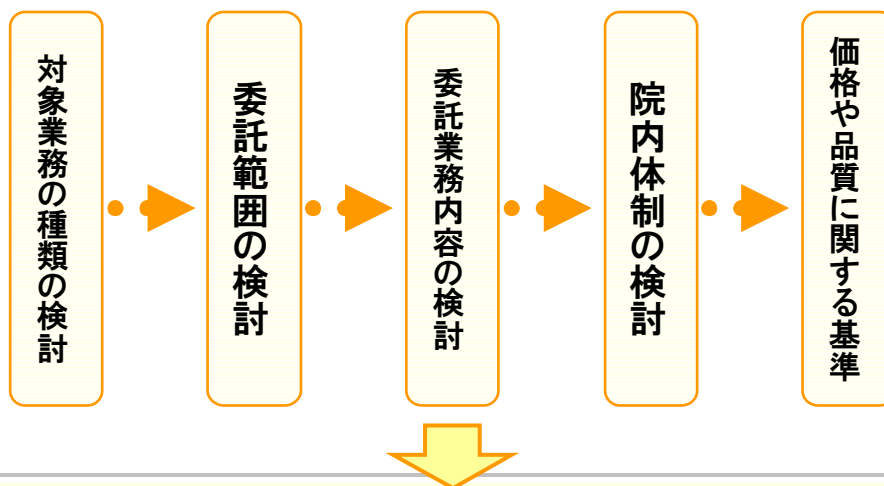 対象業務の種類の検討
委託範囲の検討
委託業務内容の検討
院内体制の検討
価格や品質に関する基準